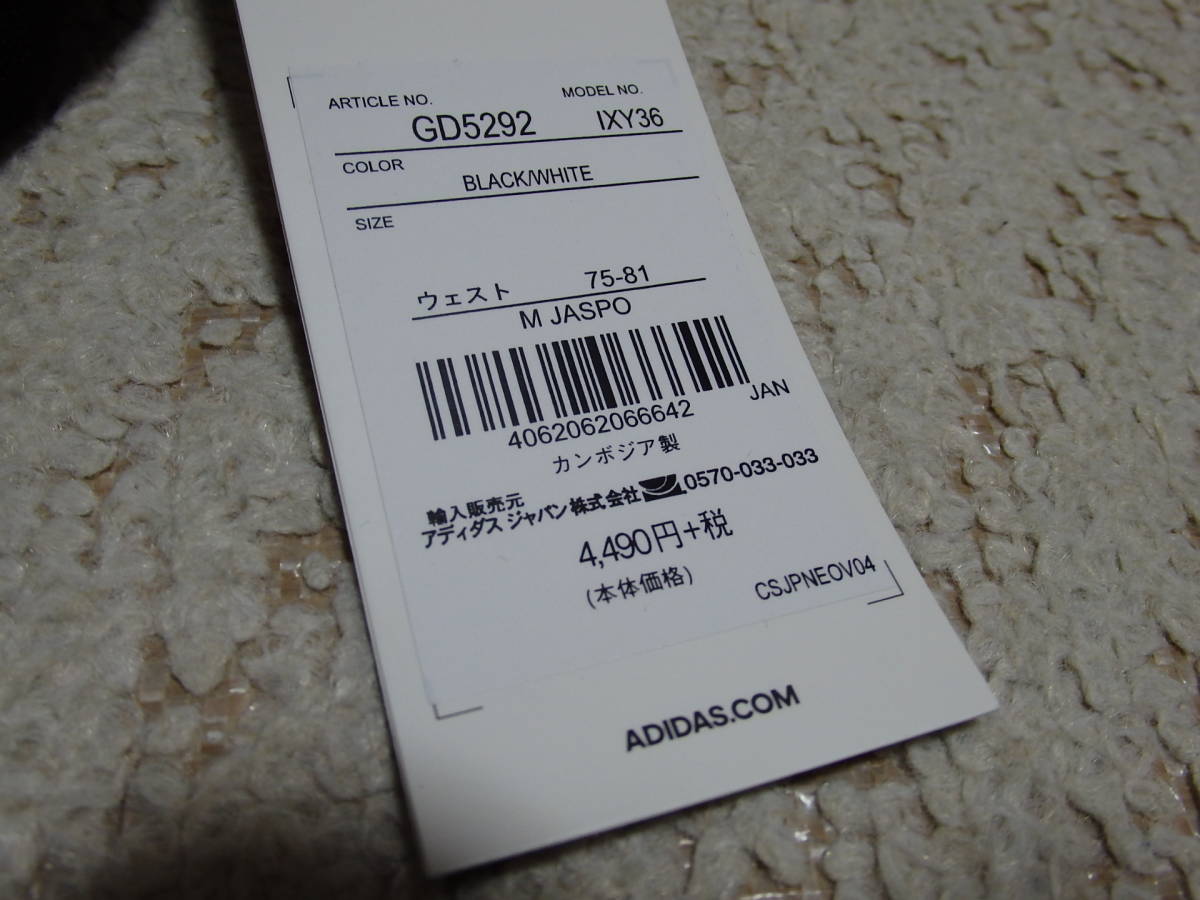 ARTICLE NO. MODEL NO.
GD5292 IXY36
COLOR
BLACK/WHITE
SIZE
ウェスト 75-81
M JASPO
4062062066642 JAN
カンボジア製
輸入販売元
アディダス ジャパン株式会社 0570-033-033
4,490円+税
(本体価格)
CSJPNEOV04
ADIDAS.COM